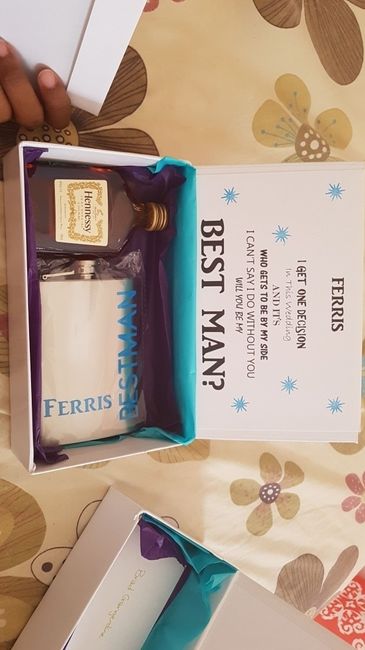 FERRIS
I GET ONE DECISION
In This Wedding
AND IT'S
WHO GETS TO BE BY MY SIDE
I CAN'T SAY I DO WITHOUT YOU
WILL YOU BE MY
BEST MAN?
Hennessy
FERRIS
BESTMAN